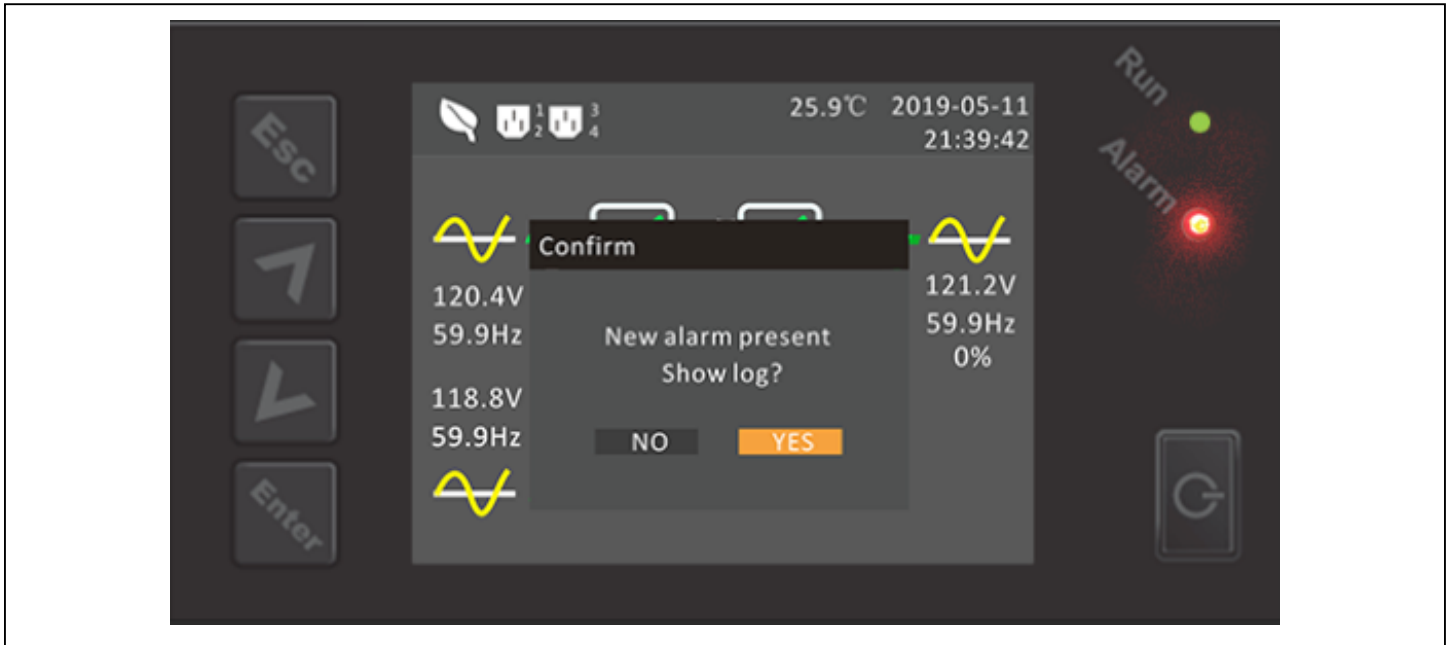 Esc
Enter
1
2
3
4
25.9℃ 2019-05-11
21:39:42
120.4V
59.9Hz
118.8V
59.9Hz
Confirm
New alarm present
Show log?
NO YES
121.2V
59.9Hz
0%
Run
Alarm